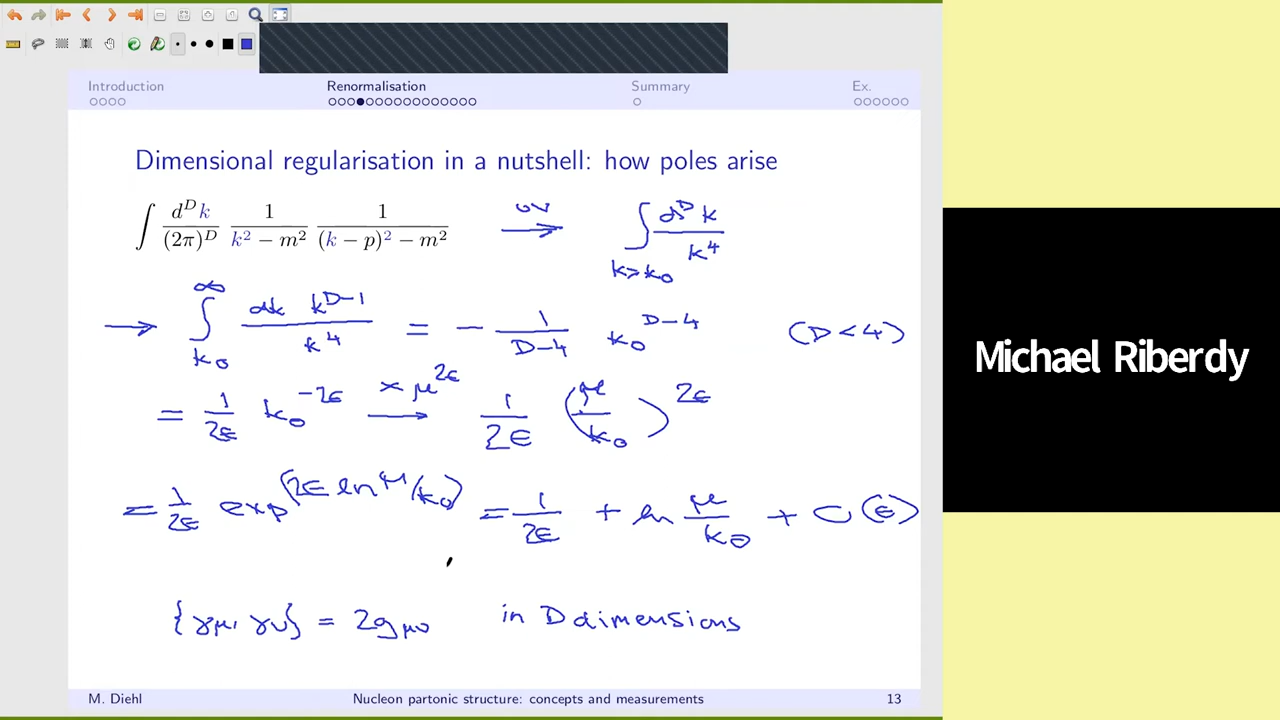 Introduction Renormalisation Summary Ex.
Dimensional regularisation in a nutshell: how poles arise
∫ d^D k/(2π)^D 1/(k² − m²) 1/((k − p)² − m²) →^{UV} ∫_{k>k₀} d^D k/k⁴
→ ∫_{k₀}^{∞} dk k^{D−1}/k⁴ = − 1/(D−4) k₀^{D−4} (D < 4)
= 1/(2ε) k₀^{−2ε} →^{× μ^{2ε}} 1/(2ε) (μ/k₀)^{2ε}
= 1/(2ε) exp(2ε ln μ/k₀) = 1/(2ε) + ln μ/k₀ + O(ε)
{γμ, γν} = 2gμν in D dimensions
M. Diehl Nucleon partonic structure: concepts and measurements 13
Michael Riberdy